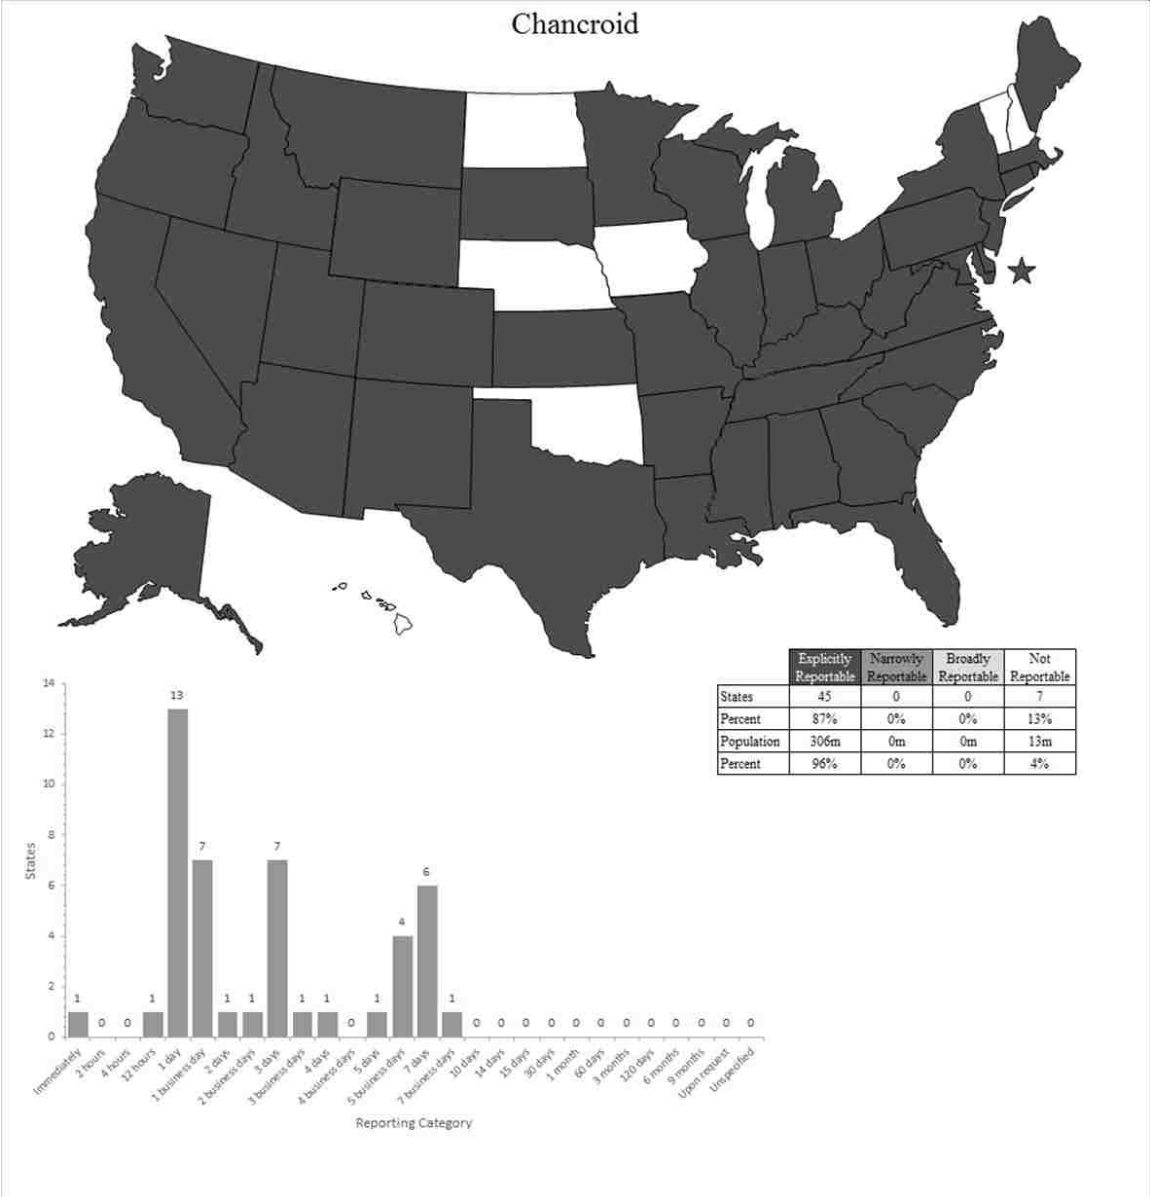 Chancroid
Explicitly Reportable Narrowly Reportable Broadly Reportable Not Reportable
States 45 0 0 7
Percent 87% 0% 0% 13%
Population 306m 0m 0m 13m
Percent 96% 0% 0% 4%
14
12
10
8
6
4
2
0
States
1 0 0 1 13 7 1 1 7 1 1 0 1 4 6 1 0 0 0 0 0 0 0 0 0 0 0 0
Immediately
2 hours
4 hours
12 hours
1 day
1 business day
2 days
2 business days
3 days
3 business days
4 days
4 business days
5 days
5 business days
7 days
7 business days
10 days
14 days
15 days
30 days
1 month
60 days
3 months
120 days
6 months
9 months
Upon request
Unspecified
Reporting Category